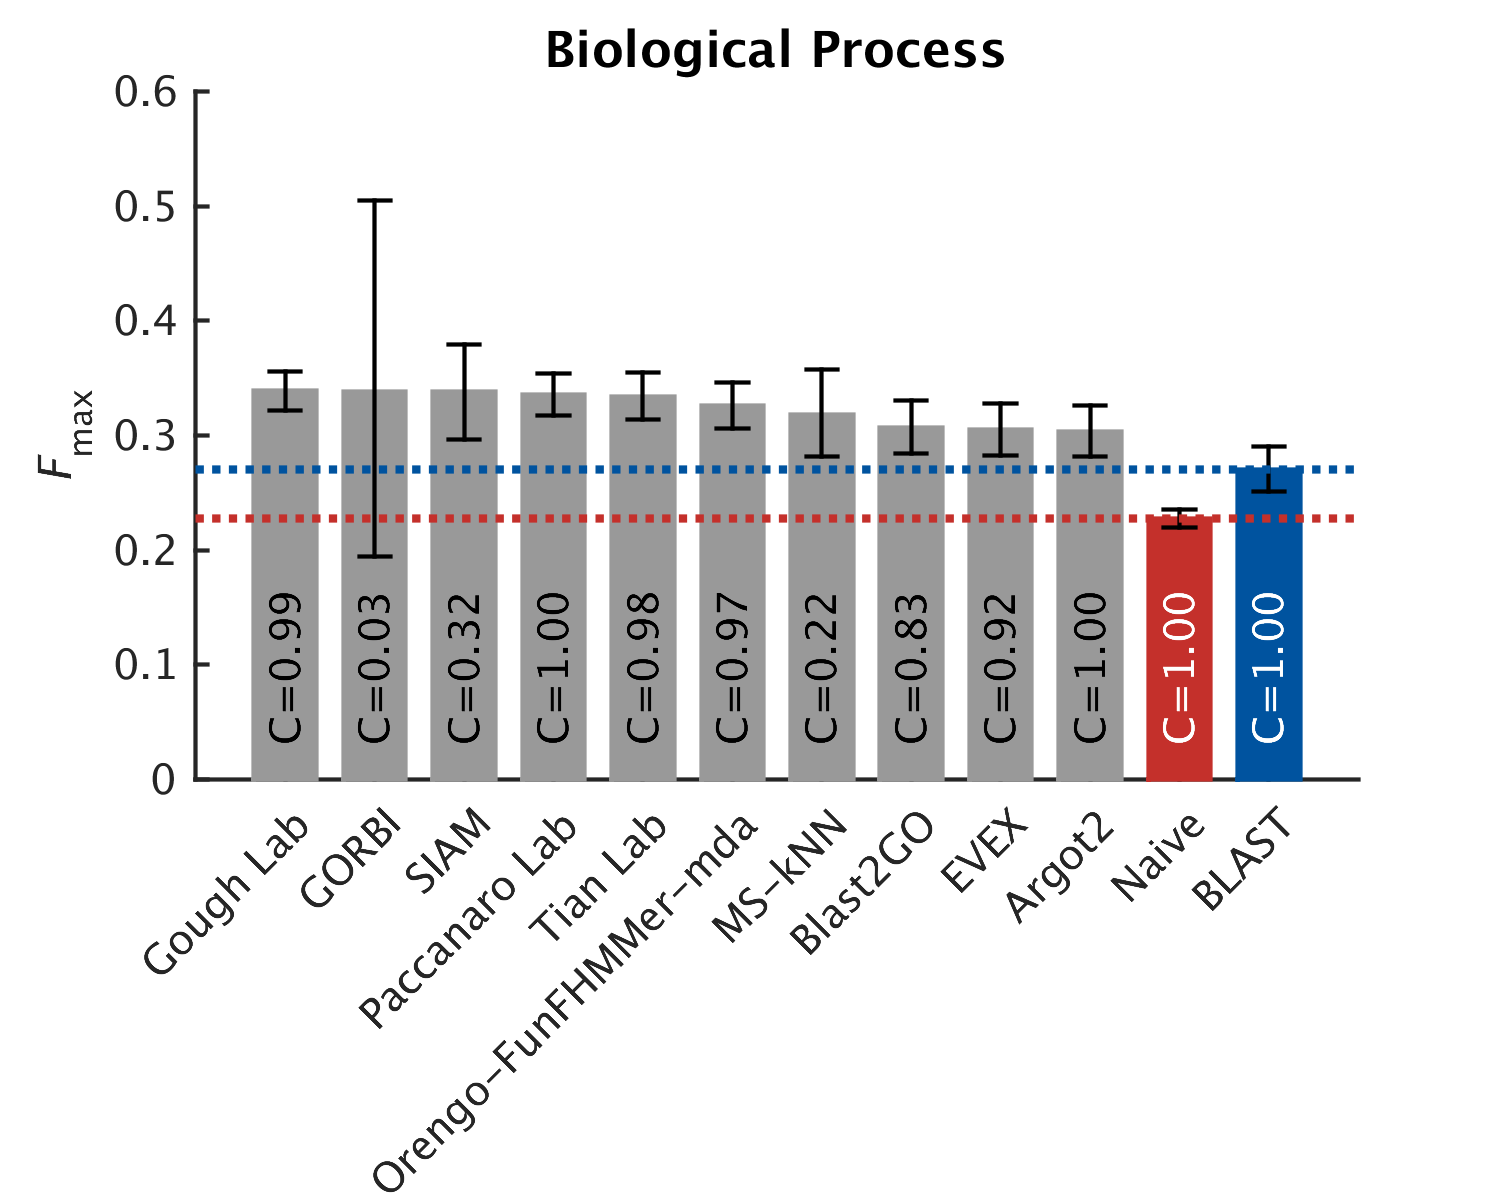 Biological Process
0.6
0.5
0.4
0.3
0.2
0.1
0
Fmax
C=0.99
C=0.03
C=0.32
C=1.00
C=0.98
C=0.97
C=0.22
C=0.83
C=0.92
C=1.00
C=1.00
C=1.00
Gough Lab
GORBI
SIAM
Paccanaro Lab
Tian Lab
Orengo-FunFHMMer-mda
MS-kNN
Blast2GO
EVEX
Argot2
Naive
BLAST